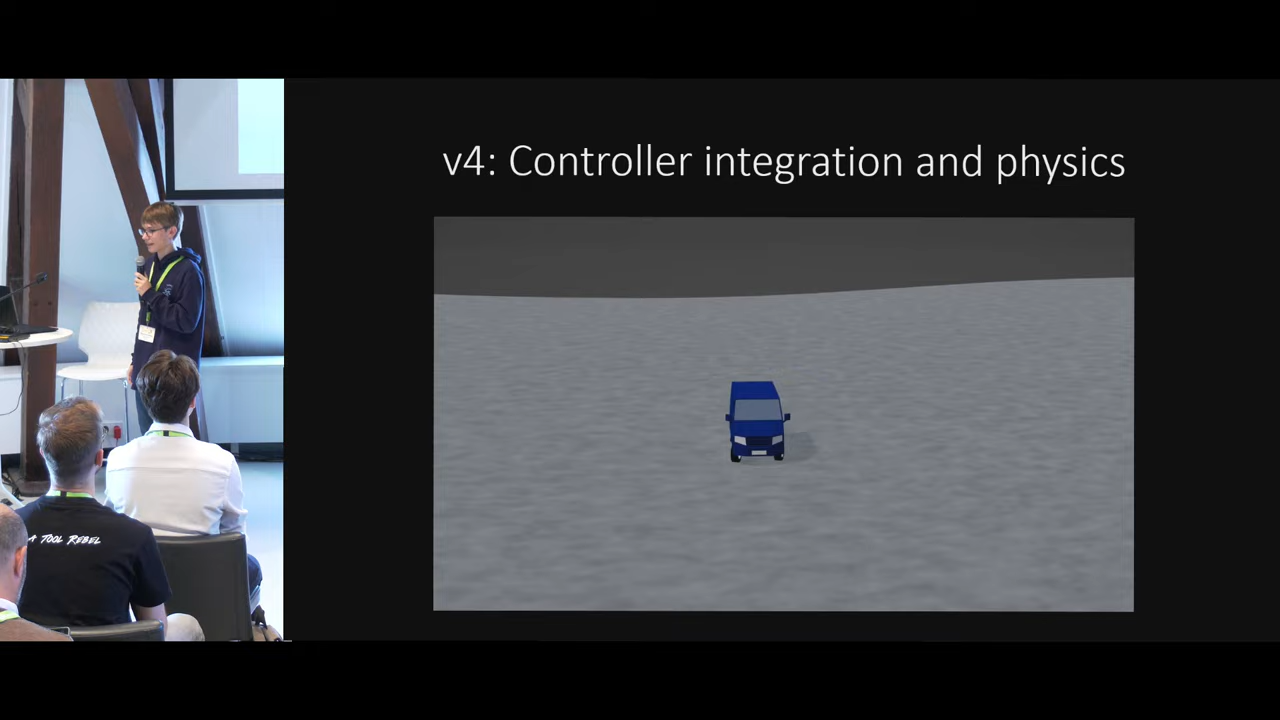 v4: Controller integration and physics
A TOOL REBEL